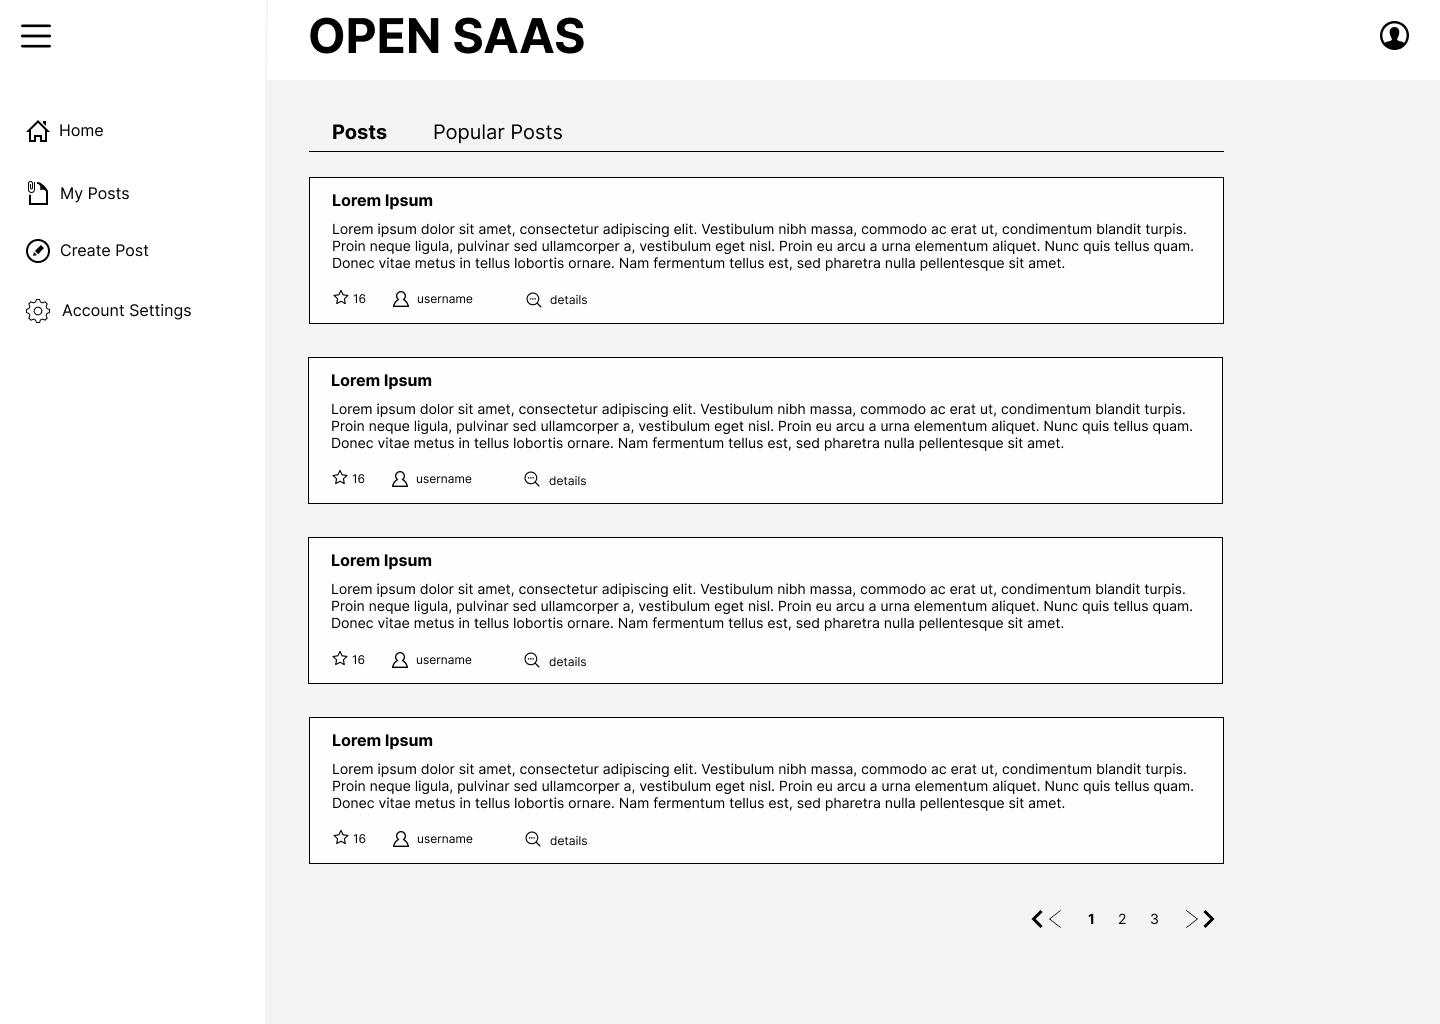 OPEN SAAS
Home
My Posts
Create Post
Account Settings
Posts
Popular Posts
Lorem Ipsum
Lorem ipsum dolor sit amet, consectetur adipiscing elit. Vestibulum nibh massa, commodo ac erat ut, condimentum blandit turpis.
Proin neque ligula, pulvinar sed ullamcorper a, vestibulum eget nisl. Proin eu arcu a urna elementum aliquet. Nunc quis tellus quam.
Donec vitae metus in tellus lobortis ornare. Nam fermentum tellus est, sed pharetra nulla pellentesque sit amet.
16 username details
Lorem Ipsum
Lorem ipsum dolor sit amet, consectetur adipiscing elit. Vestibulum nibh massa, commodo ac erat ut, condimentum blandit turpis.
Proin neque ligula, pulvinar sed ullamcorper a, vestibulum eget nisl. Proin eu arcu a urna elementum aliquet. Nunc quis tellus quam.
Donec vitae metus in tellus lobortis ornare. Nam fermentum tellus est, sed pharetra nulla pellentesque sit amet.
16 username details
Lorem Ipsum
Lorem ipsum dolor sit amet, consectetur adipiscing elit. Vestibulum nibh massa, commodo ac erat ut, condimentum blandit turpis.
Proin neque ligula, pulvinar sed ullamcorper a, vestibulum eget nisl. Proin eu arcu a urna elementum aliquet. Nunc quis tellus quam.
Donec vitae metus in tellus lobortis ornare. Nam fermentum tellus est, sed pharetra nulla pellentesque sit amet.
16 username details
Lorem Ipsum
Lorem ipsum dolor sit amet, consectetur adipiscing elit. Vestibulum nibh massa, commodo ac erat ut, condimentum blandit turpis.
Proin neque ligula, pulvinar sed ullamcorper a, vestibulum eget nisl. Proin eu arcu a urna elementum aliquet. Nunc quis tellus quam.
Donec vitae metus in tellus lobortis ornare. Nam fermentum tellus est, sed pharetra nulla pellentesque sit amet.
16 username details
1 2 3